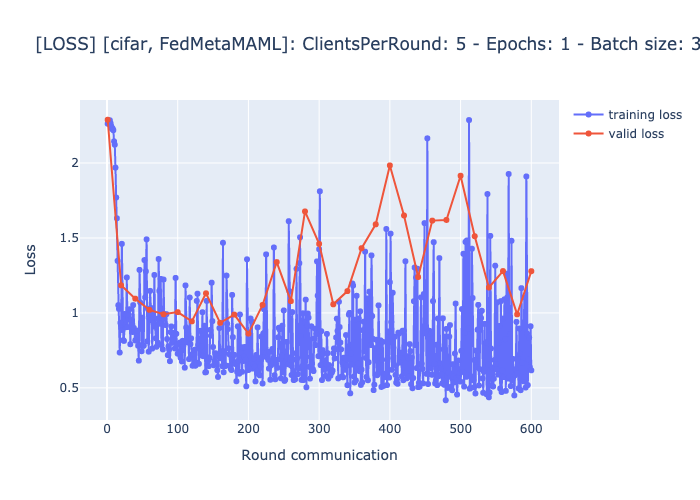 [LOSS] [cifar, FedMetaMAML]: ClientsPerRound: 5 - Epochs: 1 - Batch size: 3
training loss
valid loss
2
1.5
1
0.5
Loss
0 100 200 300 400 500 600
Round communication